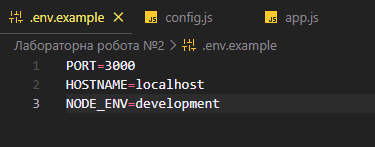 .env.example config.js app.js
Лабораторна робота №2 > .env.example
1 PORT=3000
2 HOSTNAME=localhost
3 NODE_ENV=development